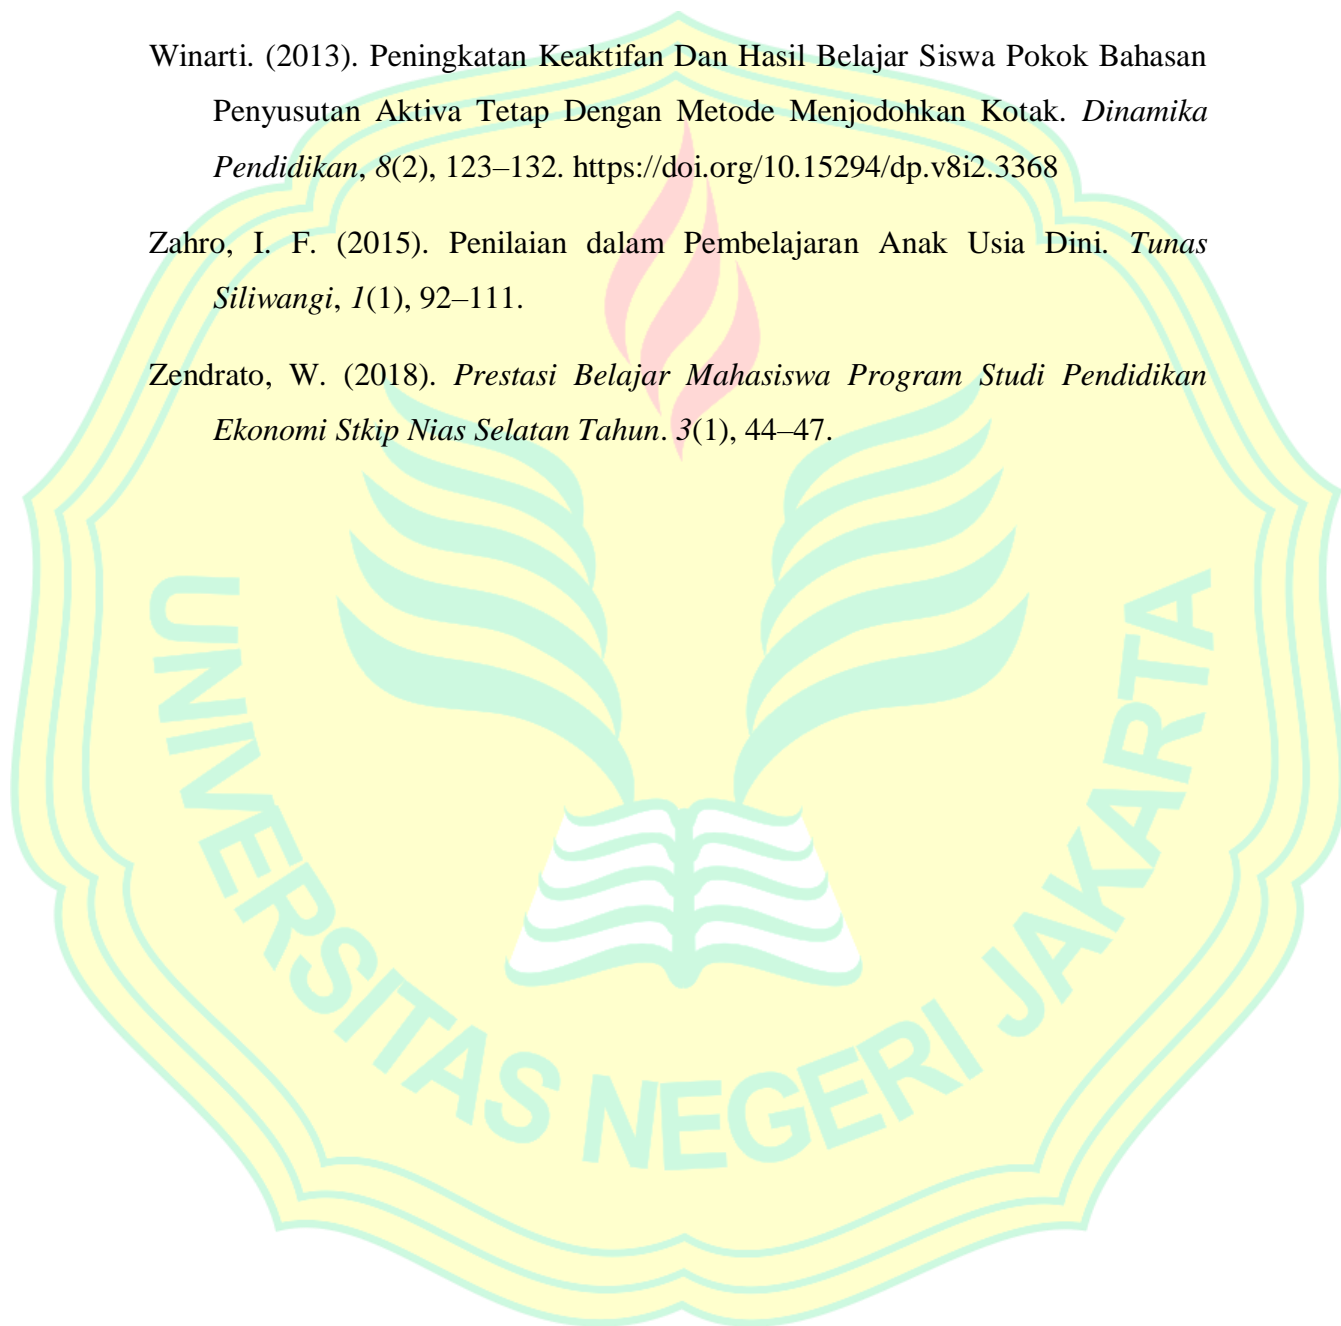 Winarti. (2013). Peningkatan Keaktifan Dan Hasil Belajar Siswa Pokok Bahasan
Penyusutan Aktiva Tetap Dengan Metode Menjodohkan Kotak. Dinamika
Pendidikan, 8(2), 123–132. https://doi.org/10.15294/dp.v8i2.3368
Zahro, I. F. (2015). Penilaian dalam Pembelajaran Anak Usia Dini. Tunas
Siliwangi, 1(1), 92–111.
Zendrato, W. (2018). Prestasi Belajar Mahasiswa Program Studi Pendidikan
Ekonomi Stkip Nias Selatan Tahun. 3(1), 44–47.
UNIVERSITAS NEGERI JAKARTA